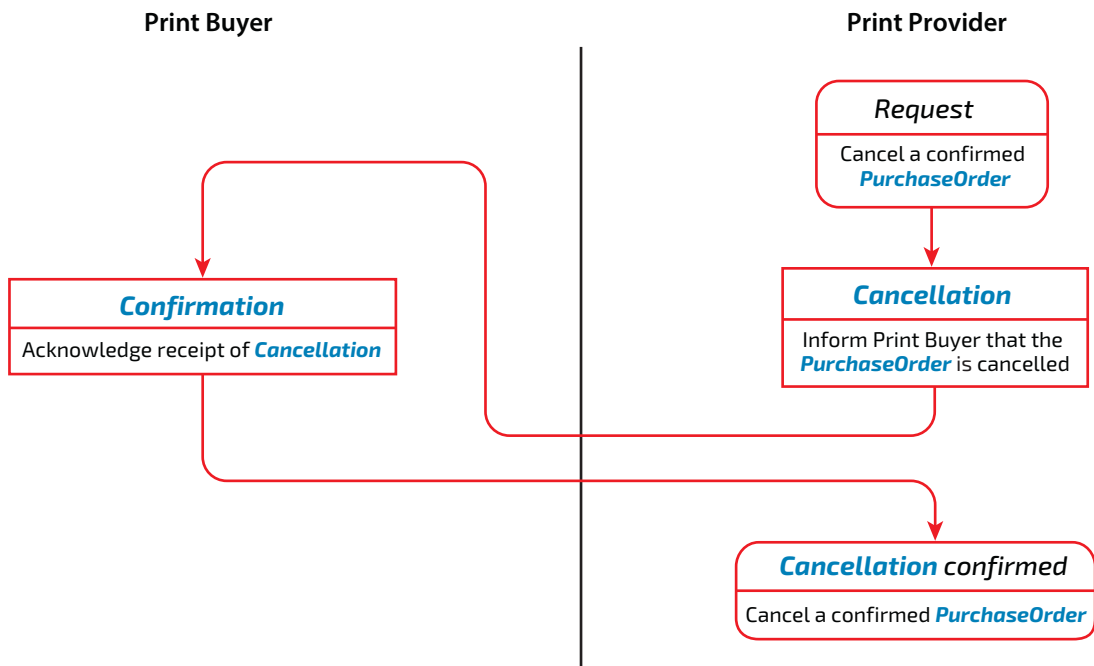 Print Buyer
Print Provider
Request
Cancel a confirmed
PurchaseOrder
Confirmation
Acknowledge receipt of Cancellation
Cancellation
Inform Print Buyer that the
PurchaseOrder is cancelled
Cancellation confirmed
Cancel a confirmed PurchaseOrder